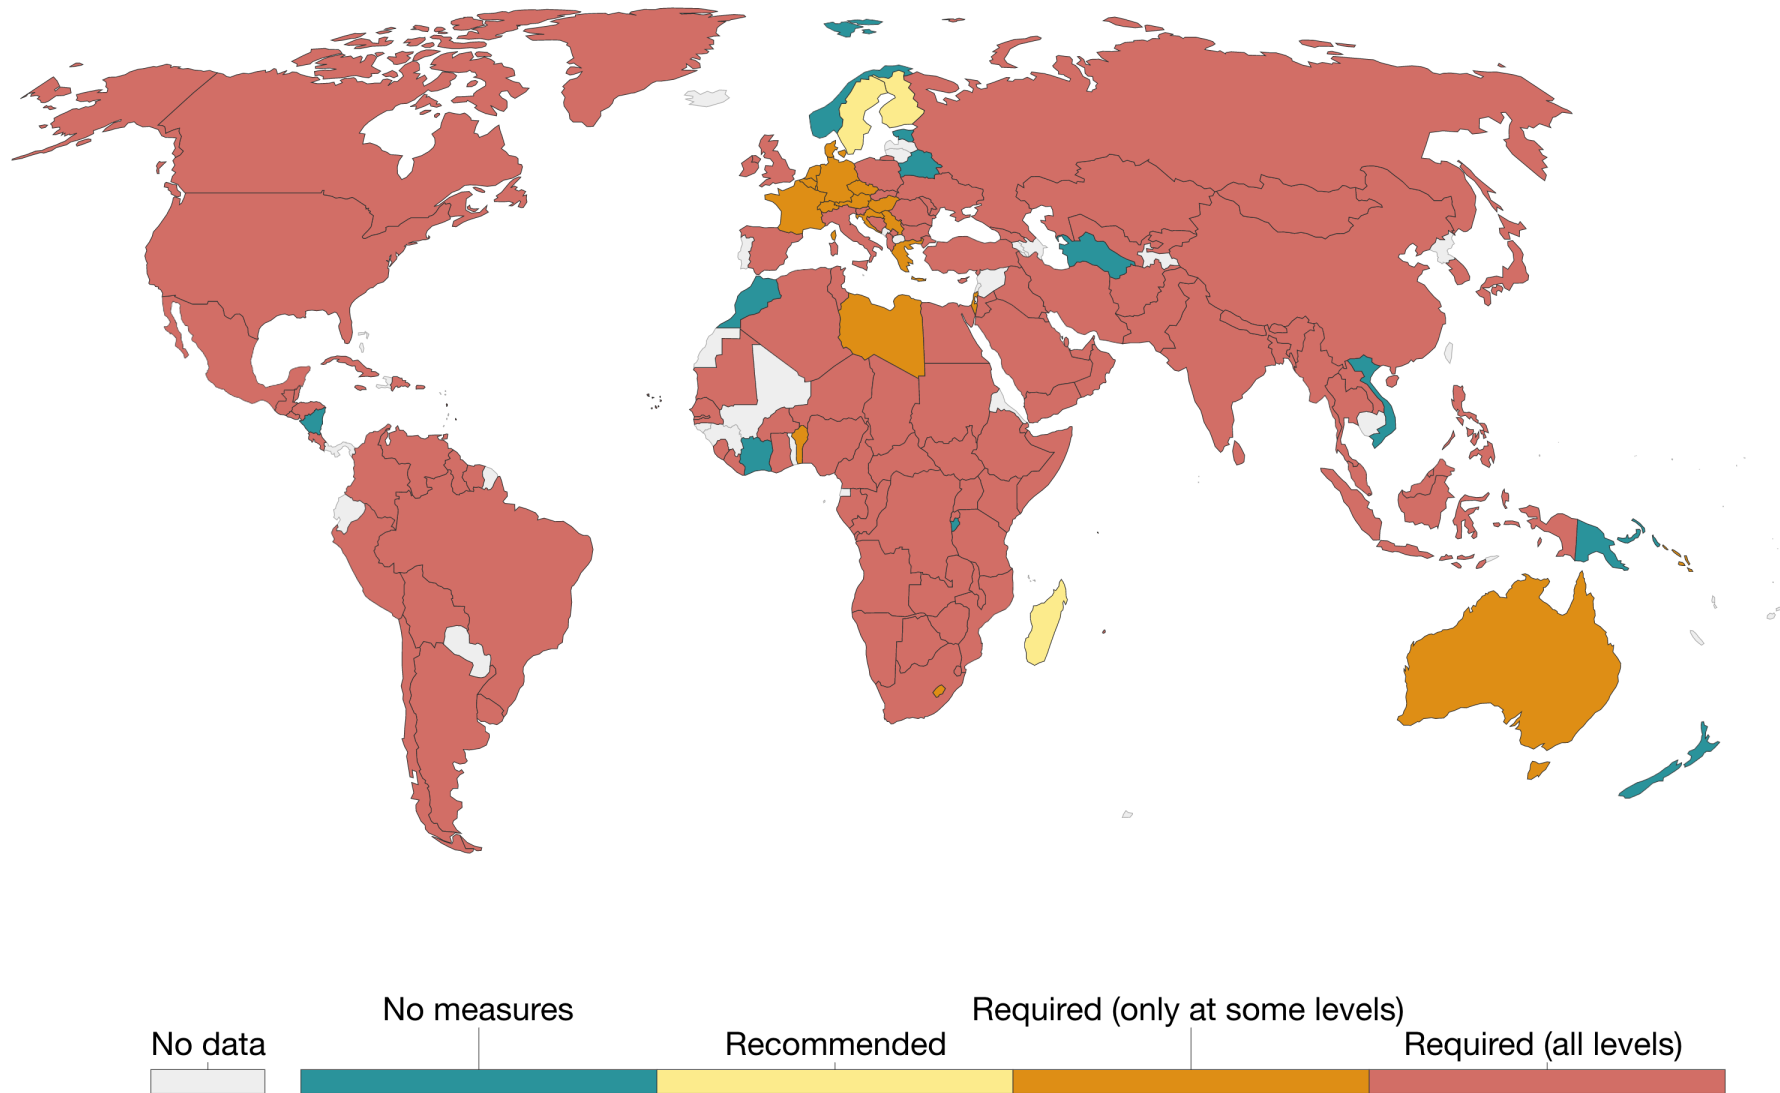 No measures
Required (only at some levels)
No data
Recommended
Required (all levels)